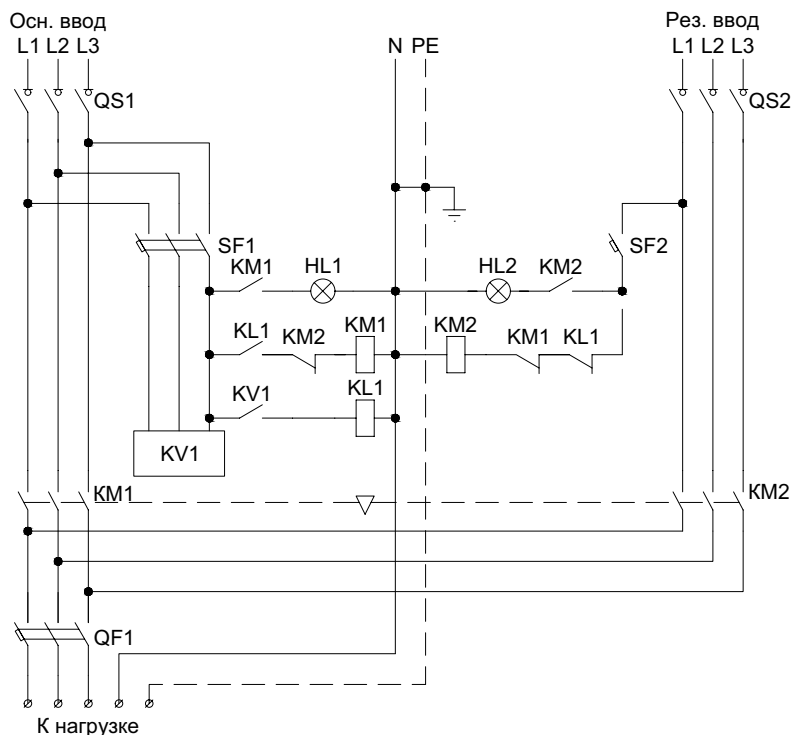 Осн. ввод
Рез. ввод
L1 L2 L3
N PE
L1 L2 L3
QS1
QS2
SF1
SF2
KM1
HL1
HL2
KM2
KL1
KM2
KM1
KM2
KM1
KL1
KV1
KL1
KV1
KM1
KM2
QF1
К нагрузке